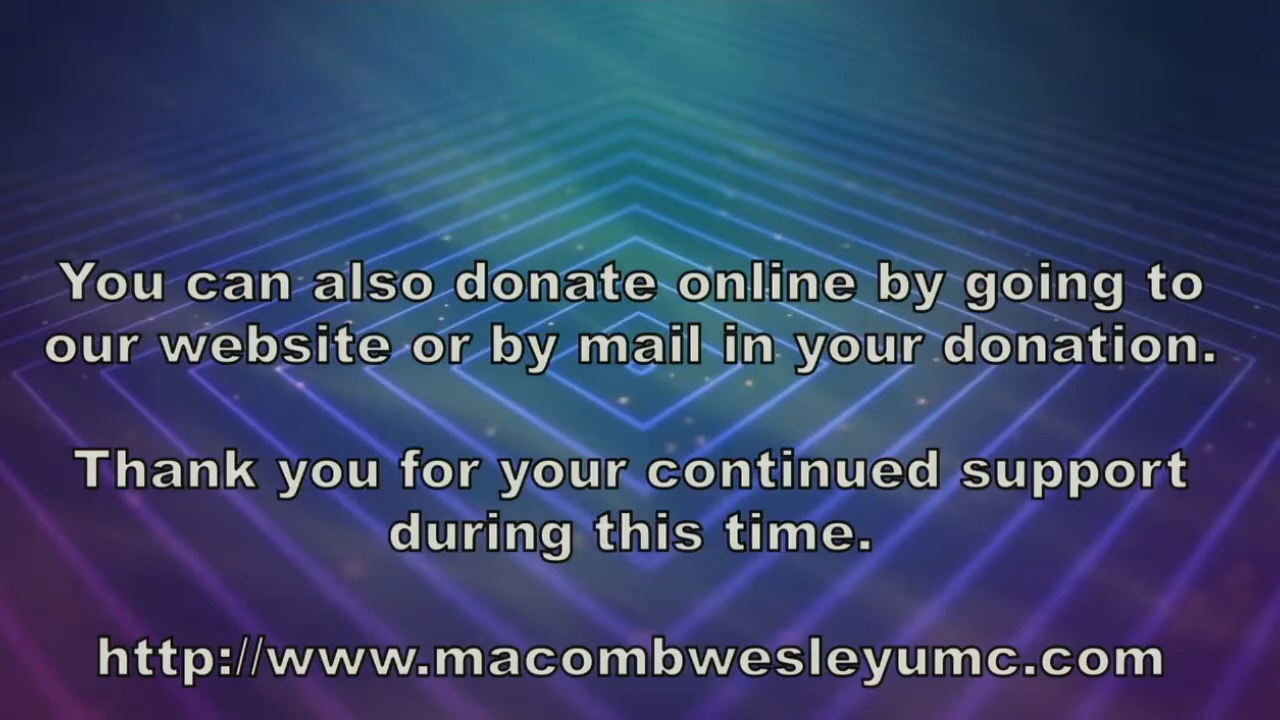 You can also donate online by going to
our website or by mail in your donation.
Thank you for your continued support
during this time.
http://www.macombwesleyumc.com